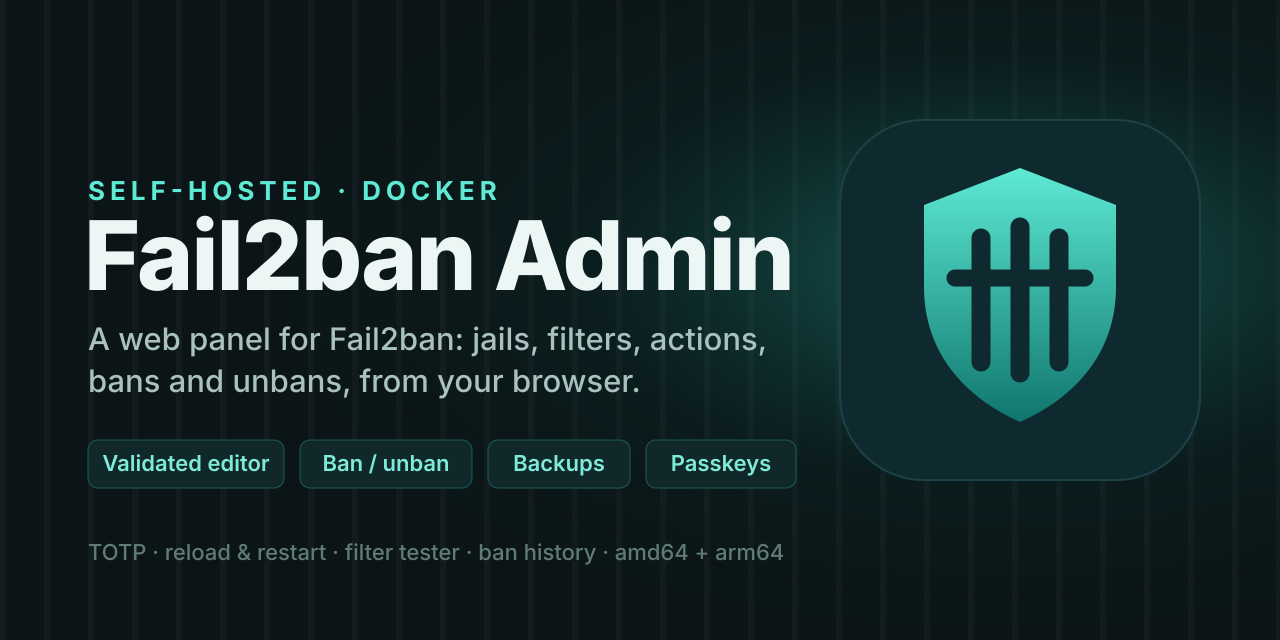 SELF-HOSTED · DOCKER
Fail2ban Admin
A web panel for Fail2ban: jails, filters, actions,
bans and unbans, from your browser.
Validated editor
Ban / unban
Backups
Passkeys
TOTP · reload & restart · filter tester · ban history · amd64 + arm64